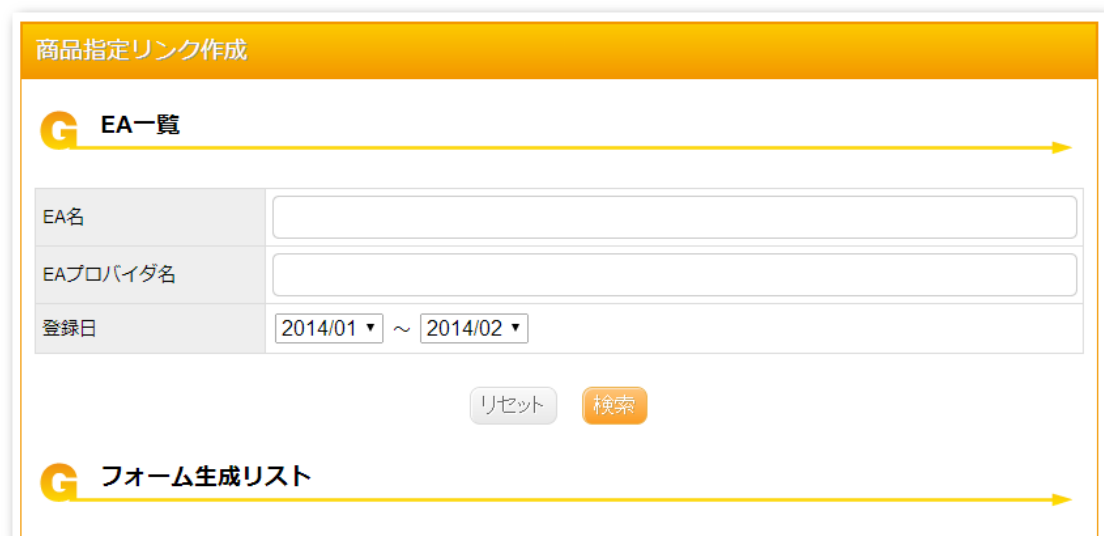 商品指定リンク作成
G EA一覧
EA名
EAプロバイダ名
登録日 2014/01 ～ 2014/02
リセット 検索
G フォーム生成リスト